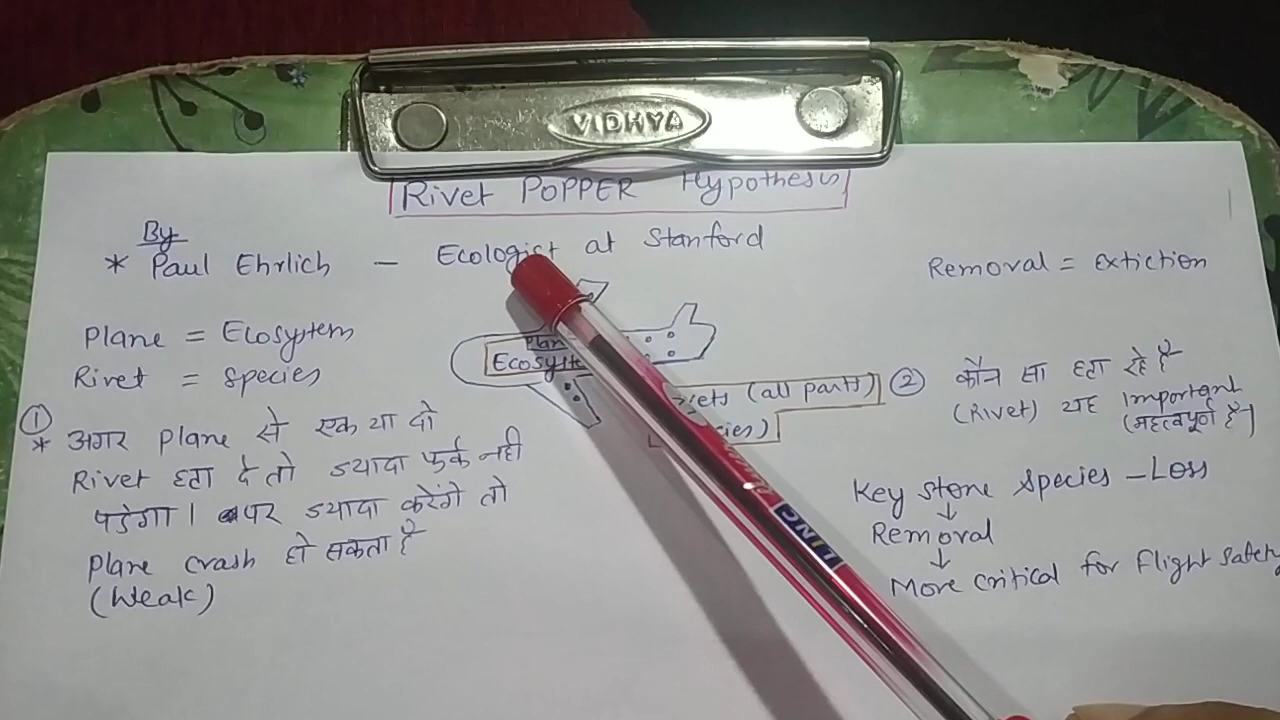 VIDHYA
Rivet POPPER Hypothesis
By
* Paul Ehrlich - Ecologist at Stanford
Removal = Extiction
Plane = Ecosystem
Rivet = Species
① * अगर Plane से एक या दो
Rivet हटा दे तो ज्यादा फर्क नही
पड़ेगा। पर ज्यादा करेंगे तो
Plane crash हो सकता है
(Weak)
(all parts)
② कौन सा हटा रहे है
(Rivet) यह Important
(महत्वपूर्ण है)
Key stone Species - Loss
↓
Removal
↓
More critical for flight Safety
LINC